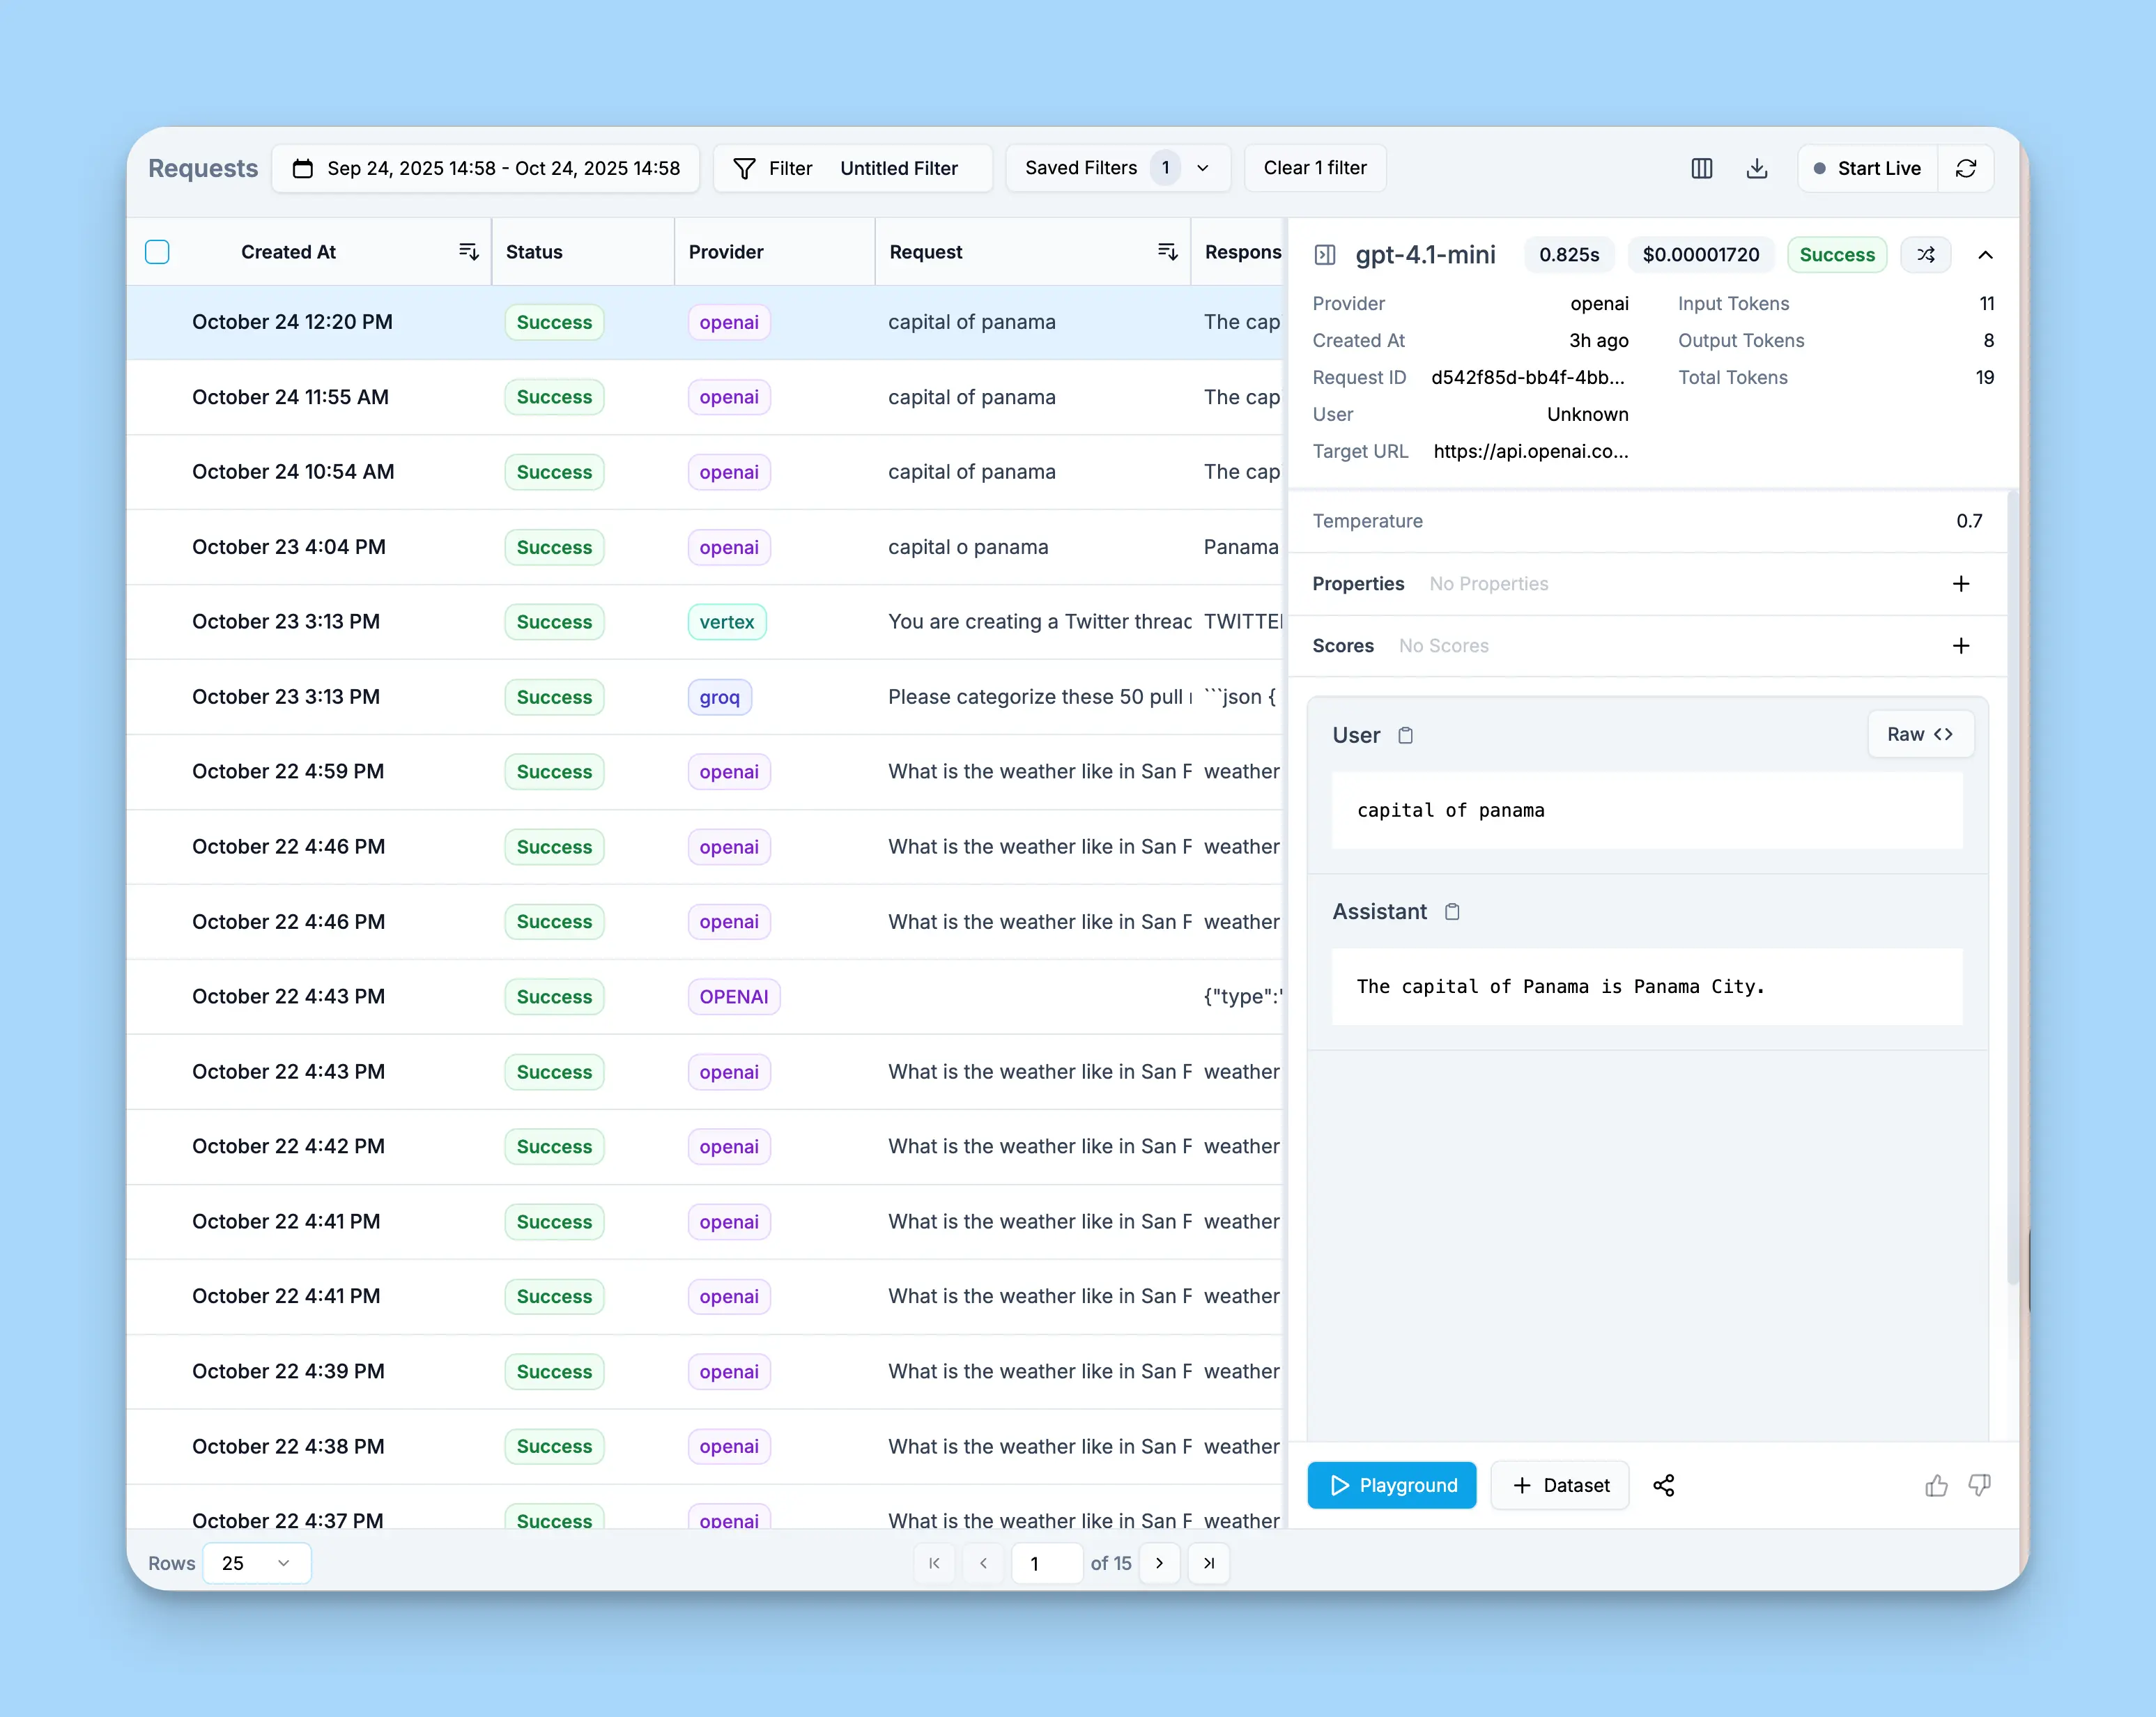 Requests Sep 24, 2025 14:58 - Oct 24, 2025 14:58 Filter Untitled Filter Saved Filters 1 Clear 1 filter Start Live
Created At Status Provider Request Respons
October 24 12:20 PM Success openai capital of panama The cap
October 24 11:55 AM Success openai capital of panama The cap
October 24 10:54 AM Success openai capital of panama The cap
October 23 4:04 PM Success openai capital o panama Panama
October 23 3:13 PM Success vertex You are creating a Twitter threac TWITTE
October 23 3:13 PM Success groq Please categorize these 50 pull ```json {
October 22 4:59 PM Success openai What is the weather like in San F weather
October 22 4:46 PM Success openai What is the weather like in San F weather
October 22 4:46 PM Success openai What is the weather like in San F weather
October 22 4:43 PM Success OPENAI {"type":'
October 22 4:43 PM Success openai What is the weather like in San F weather
October 22 4:42 PM Success openai What is the weather like in San F weather
October 22 4:41 PM Success openai What is the weather like in San F weather
October 22 4:41 PM Success openai What is the weather like in San F weather
October 22 4:39 PM Success openai What is the weather like in San F weather
October 22 4:38 PM Success openai What is the weather like in San F weather
October 22 4:37 PM Success openai What is the weather like in San F weather
gpt-4.1-mini 0.825s $0.00001720 Success
Provider openai Input Tokens 11
Created At 3h ago Output Tokens 8
Request ID d542f85d-bb4f-4bb... Total Tokens 19
User Unknown
Target URL https://api.openai.co...
Temperature 0.7
Properties No Properties
Scores No Scores
User Raw
capital of panama
Assistant
The capital of Panama is Panama City.
Playground Dataset
Rows 25 1 of 15